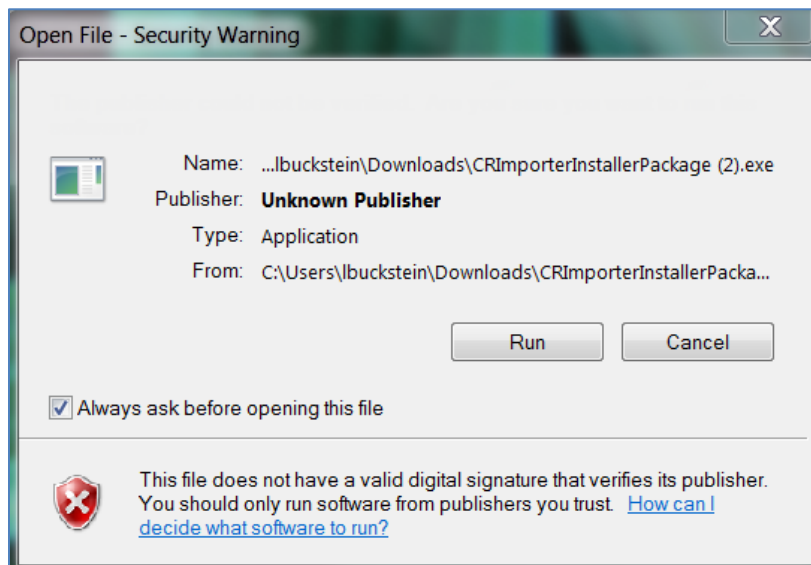 Open File - Security Warning
Name: ...lbuckstein\Downloads\CRImporterInstallerPackage (2).exe
Publisher: Unknown Publisher
Type: Application
From: C:\Users\lbuckstein\Downloads\CRImporterInstallerPacka...
Run Cancel
Always ask before opening this file
This file does not have a valid digital signature that verifies its publisher.
You should only run software from publishers you trust. How can I
decide what software to run?